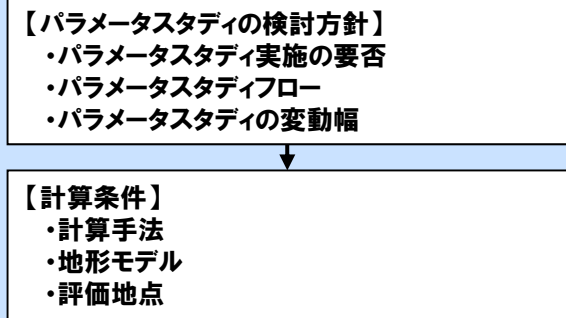 【パラメータスタディの検討方針】
・パラメータスタディ実施の要否
・パラメータスタディフロー
・パラメータスタディの変動幅
【計算条件】
・計算手法
・地形モデル
・評価地点